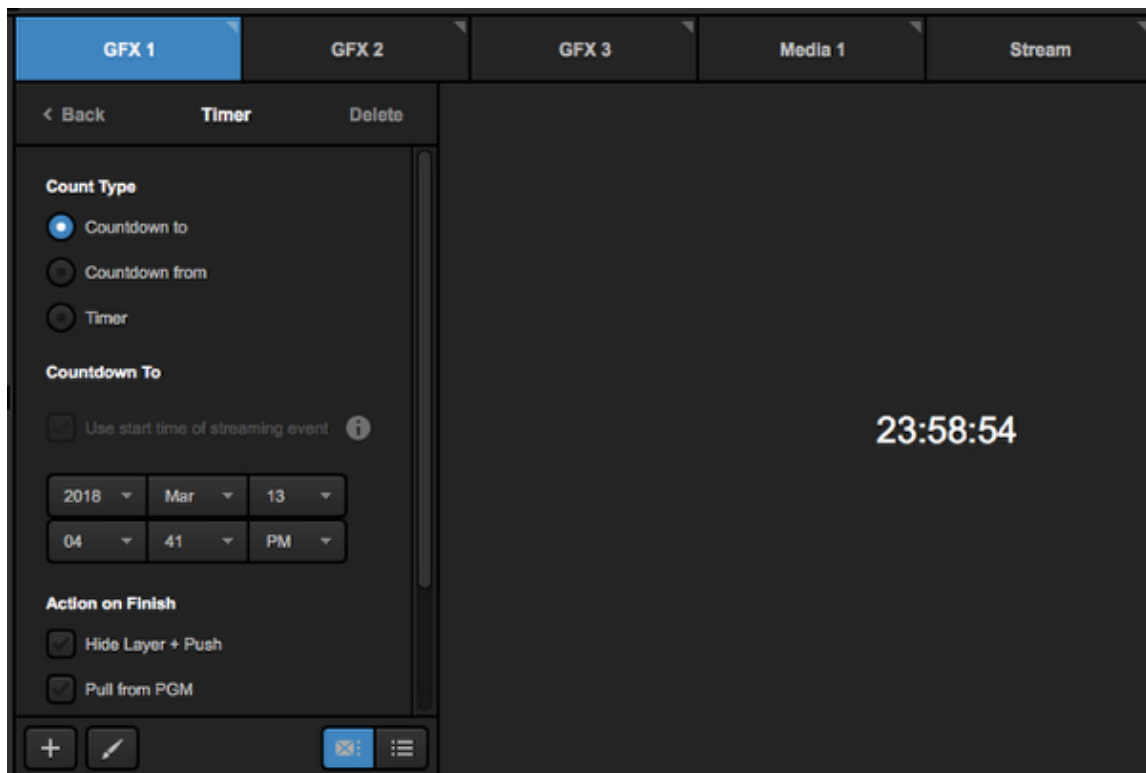 GFX 1 GFX 2 GFX 3 Media 1 Stream
< Back Timer Delete
Count Type
Countdown to
Countdown from
Timer
Countdown To
Use start time of streaming event
23:58:54
2018 Mar 13
04 41 PM
Action on Finish
Hide Layer + Push
Pull from PGM